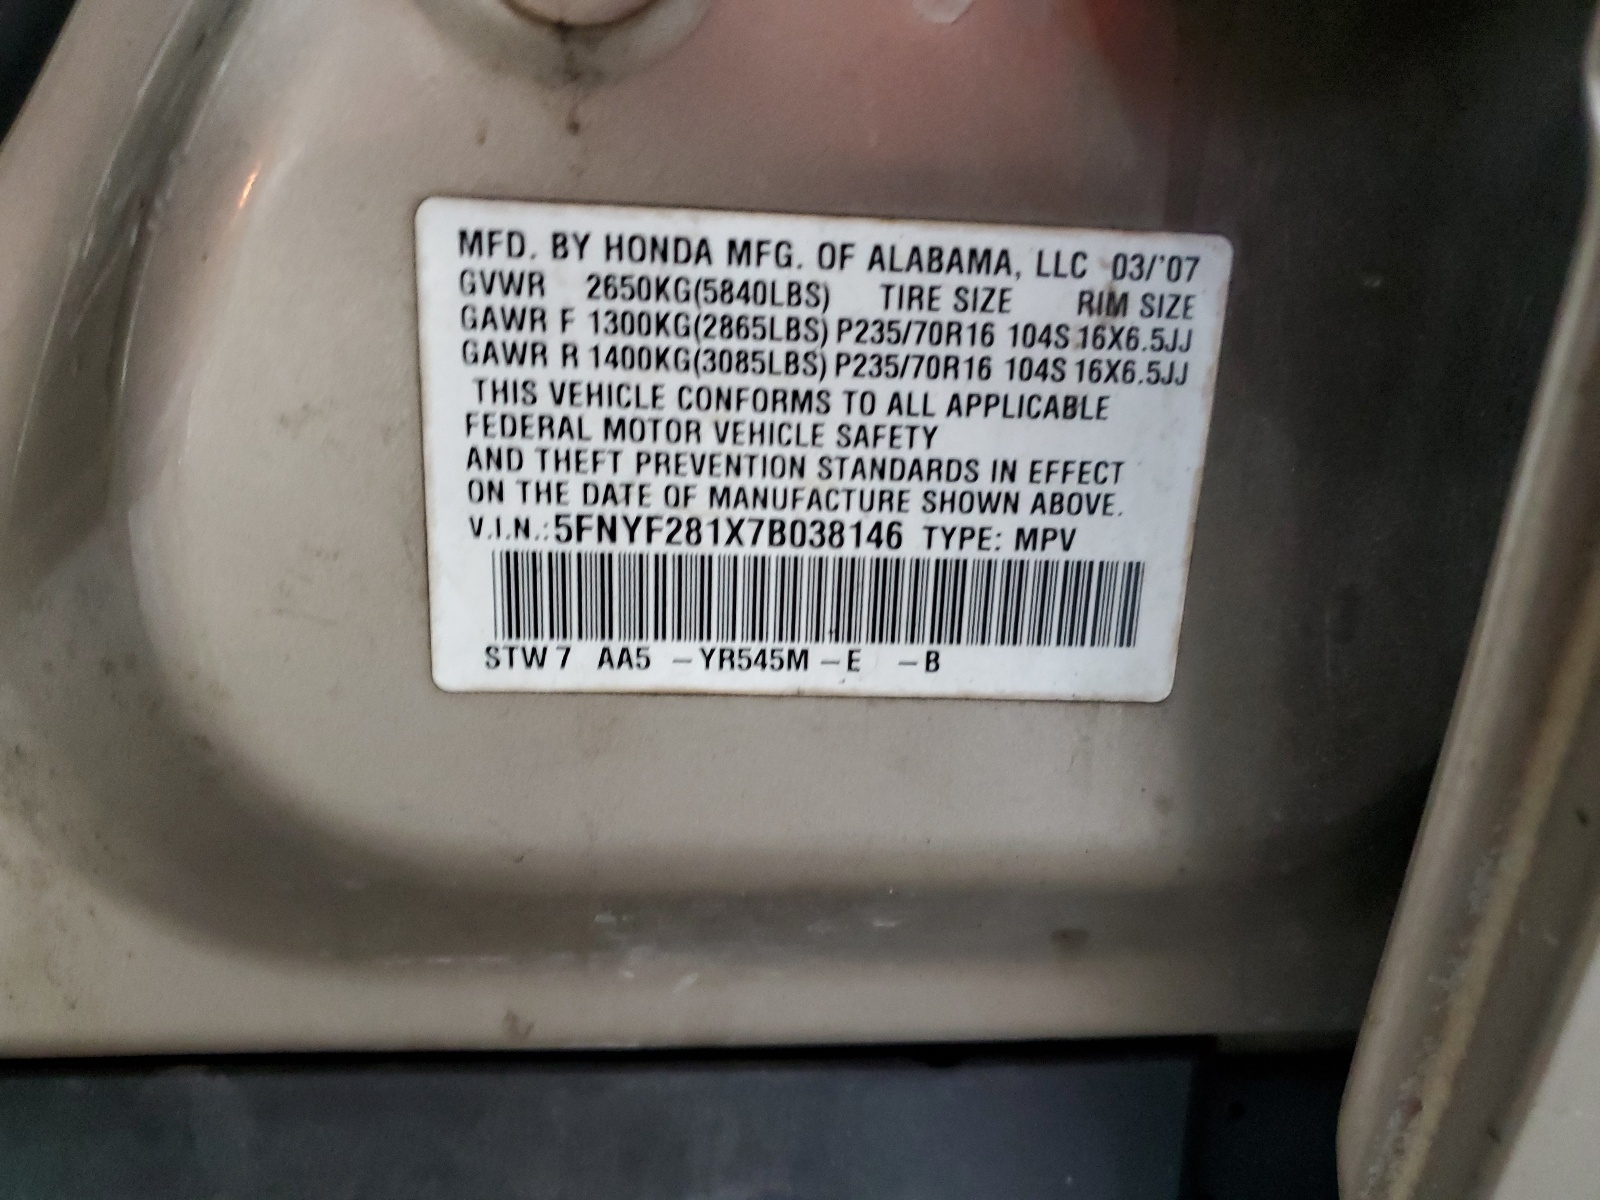 MFD. BY HONDA MFG. OF ALABAMA, LLC 03/'07
GVWR 2650KG(5840LBS) TIRE SIZE RIM SIZE
GAWR F 1300KG(2865LBS) P235/70R16 104S 16X6.5JJ
GAWR R 1400KG(3085LBS) P235/70R16 104S 16X6.5JJ
THIS VEHICLE CONFORMS TO ALL APPLICABLE
FEDERAL MOTOR VEHICLE SAFETY
AND THEFT PREVENTION STANDARDS IN EFFECT
ON THE DATE OF MANUFACTURE SHOWN ABOVE.
V.I.N.: 5FNYF281X7B038146 TYPE: MPV
STW7 AA5 -YR545M -E -B